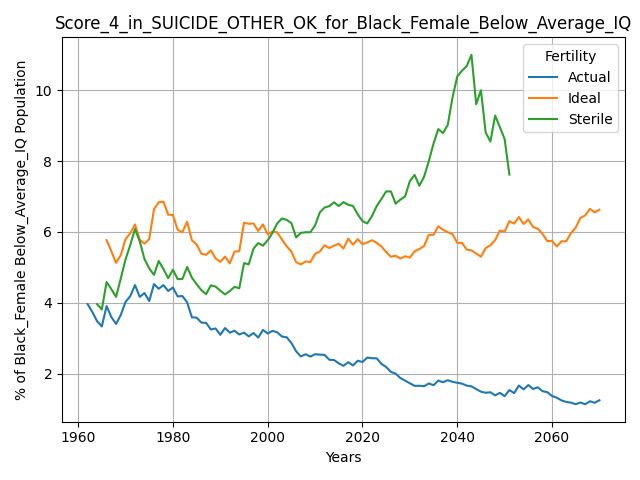 Score_4_in_SUICIDE_OTHER_OK_for_Black_Female_Below_Average_IQ
% of Black_Female Below_Average_IQ Population
10
8
6
4
2
Fertility
Actual
Ideal
Sterile
1960
1980
2000
2020
2040
2060
Years